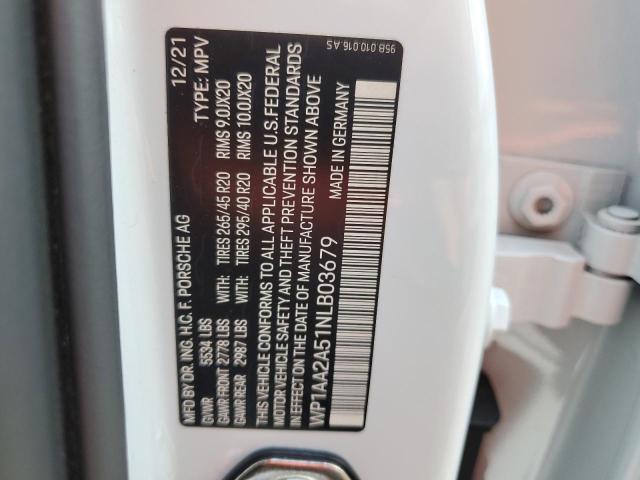 MFD BY DR. ING. H.C. F. PORSCHE AG 12/21
GVWR 5534 LBS TYPE: MPV
GAWR FRONT 2778 LBS WITH: TIRES 265/45 R20 RIMS 9.0JX20
GAWR REAR 2987 LBS WITH: TIRES 295/40 R20 RIMS 10.0JX20
THIS VEHICLE CONFORMS TO ALL APPLICABLE U.S. FEDERAL
MOTOR VEHICLE SAFETY AND THEFT PREVENTION STANDARDS
IN EFFECT ON THE DATE OF MANUFACTURE SHOWN ABOVE
WP1AA2A51NLB03679 MADE IN GERMANY
95B.010.016.AS